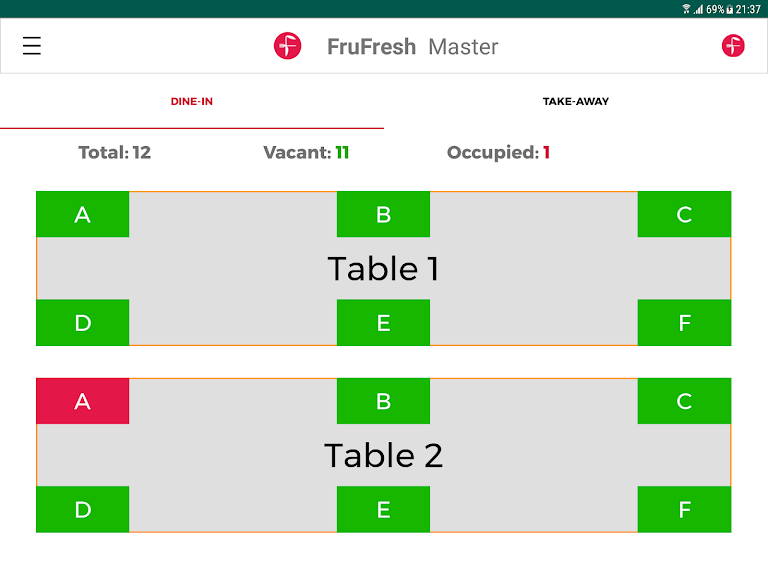 69% 21:37
FruFresh Master
DINE-IN TAKE-AWAY
Total: 12 Vacant: 11 Occupied: 1
A B C
Table 1
D E F
A B C
Table 2
D E F